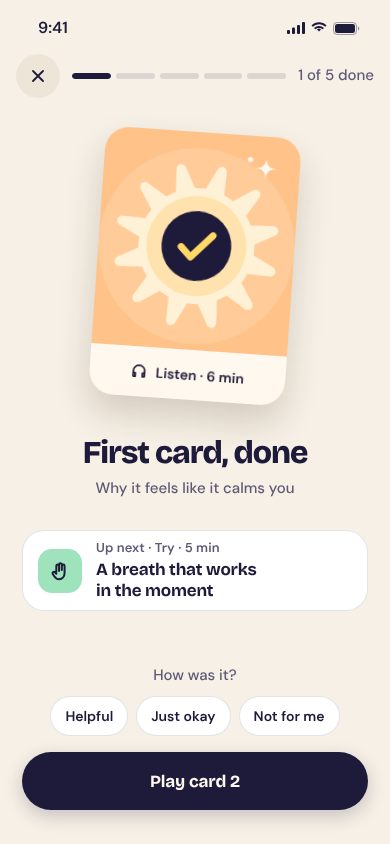 9:41
1 of 5 done
Listen · 6 min
First card, done
Why it feels like it calms you
Up next · Try · 5 min
A breath that works
in the moment
How was it?
Helpful
Just okay
Not for me
Play card 2